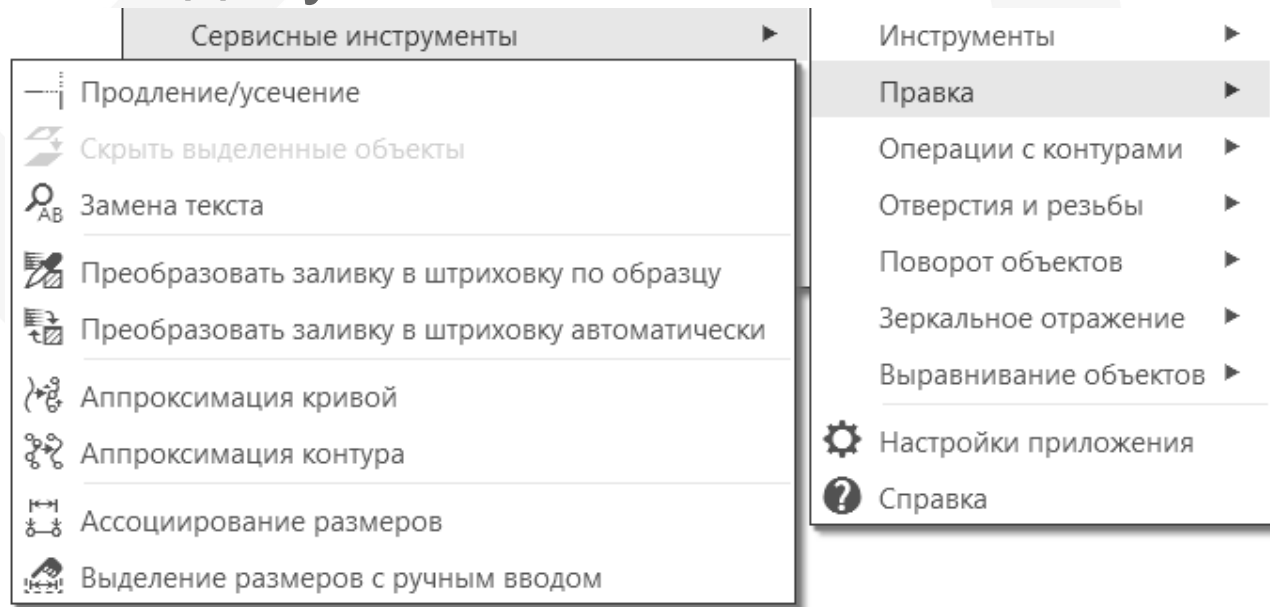 Сервисные инструменты
Продление/усечение
Скрыть выделенные объекты
AB Замена текста
Преобразовать заливку в штриховку по образцу
Преобразовать заливку в штриховку автоматически
Аппроксимация кривой
Аппроксимация контура
Ассоциирование размеров
Выделение размеров с ручным вводом
Инструменты
Правка
Операции с контурами
Отверстия и резьбы
Поворот объектов
Зеркальное отражение
Выравнивание объектов
Настройки приложения
? Справка